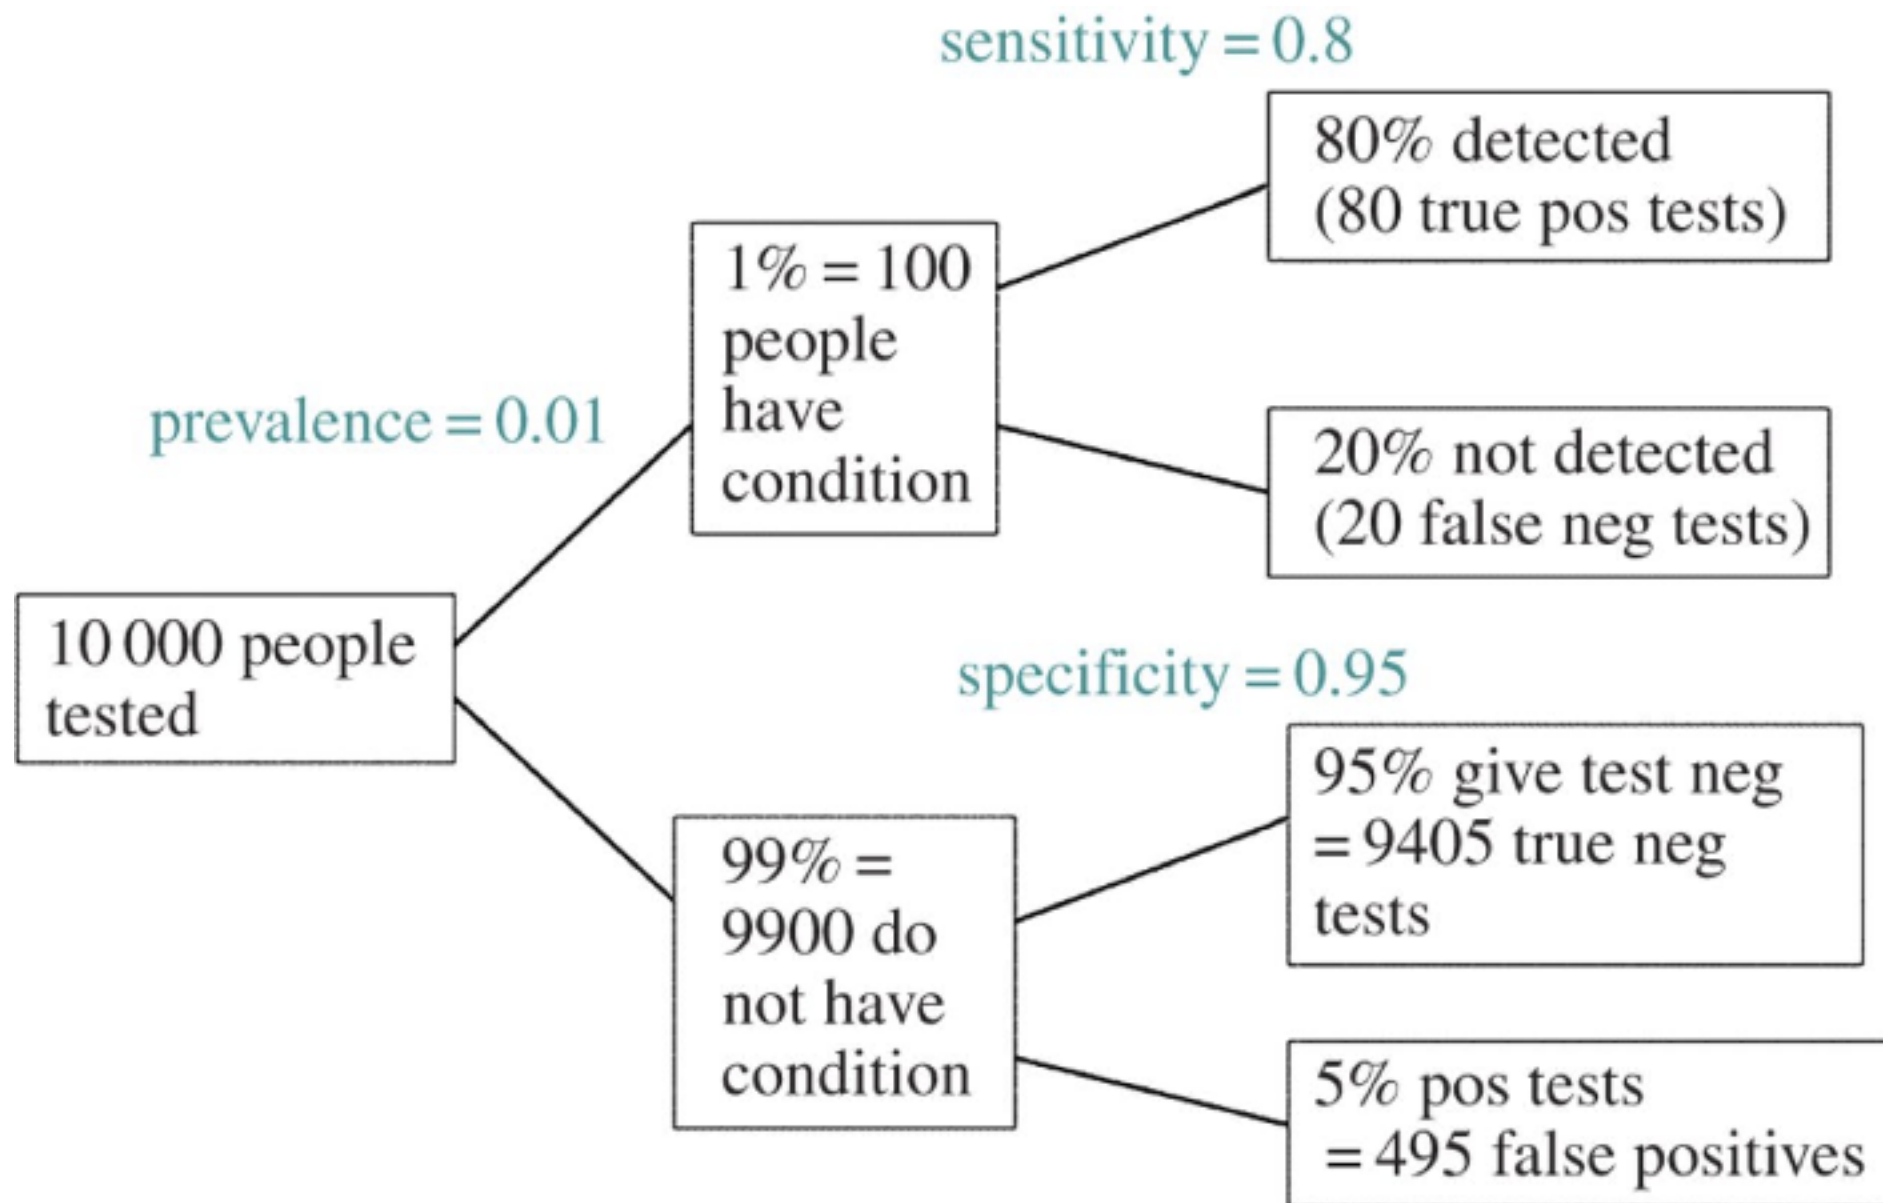 sensitivity = 0.8
80% detected
(80 true pos tests)
1% = 100
people
have
condition
prevalence = 0.01
20% not detected
(20 false neg tests)
10 000 people
tested
specificity = 0.95
95% give test neg
= 9405 true neg
tests
99% =
9900 do
not have
condition
5% pos tests
= 495 false positives